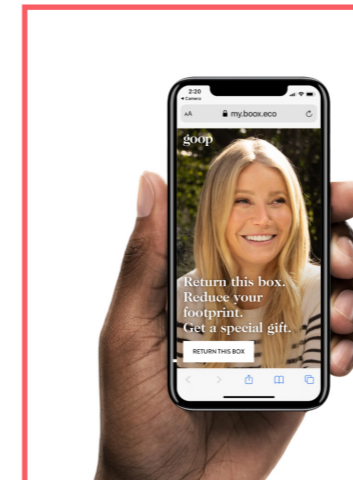 2:20
◀ Camera
AA my.boox.eco
goop
Return this box.
Reduce your
footprint.
Get a special gift.
RETURN THIS BOX